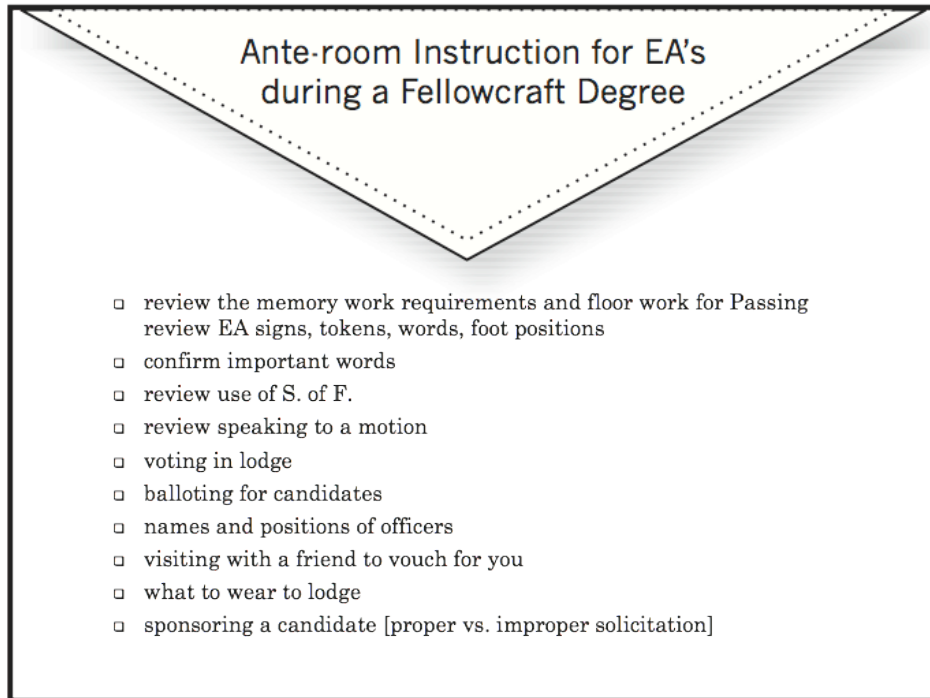 Ante-room Instruction for EA's
during a Fellowcraft Degree
review the memory work requirements and floor work for Passing
review EA signs, tokens, words, foot positions
confirm important words
review use of S. of F.
review speaking to a motion
voting in lodge
balloting for candidates
names and positions of officers
visiting with a friend to vouch for you
what to wear to lodge
sponsoring a candidate [proper vs. improper solicitation]